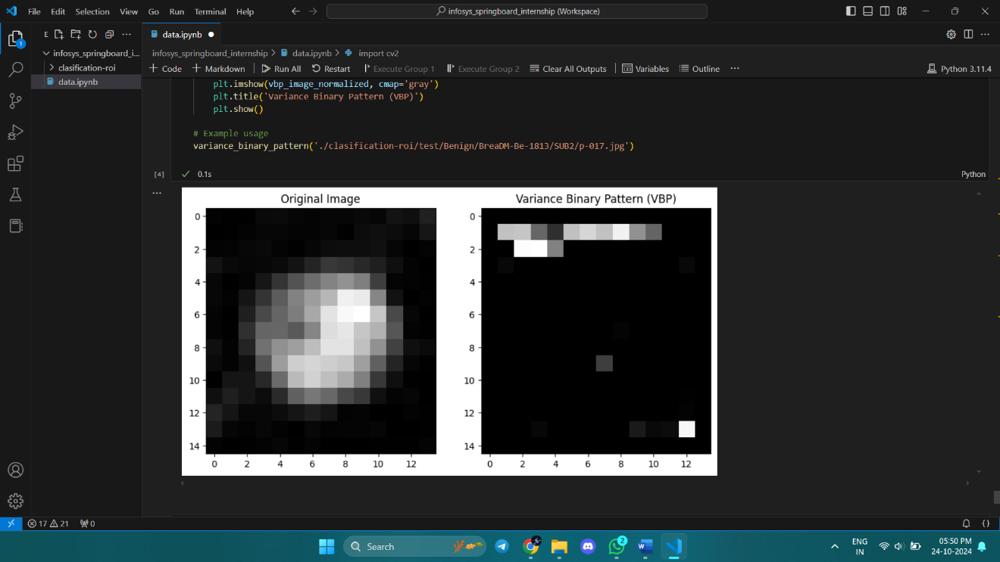 File Edit Selection View Go Run Terminal Help
infosys_springboard_internship (Workspace)
E
data.ipynb
infosys_springboard_i...
clasification-roi
data.ipynb
1
infosys_springboard_internship > data.ipynb > import cv2
+ Code + Markdown Run All Restart Execute Group 1 Execute Group 2 Clear All Outputs Variables Outline ... Python 3.11.4
plt.imshow(vbp_image_normalized, cmap='gray')
plt.title('Variance Binary Pattern (VBP)')
plt.show()
# Example usage
variance_binary_pattern('./clasification-roi/test/Benign/BreaDM-Be-1813/SUB2/p-017.jpg')
[4] 0.1s Python
Original Image
0
2
4
6
8
10
12
14
0 2 4 6 8 10 12
Variance Binary Pattern (VBP)
0
2
4
6
8
10
12
14
0 2 4 6 8 10 12
17 21 0
Search
2
ENG
IN
05:50 PM
24-10-2024